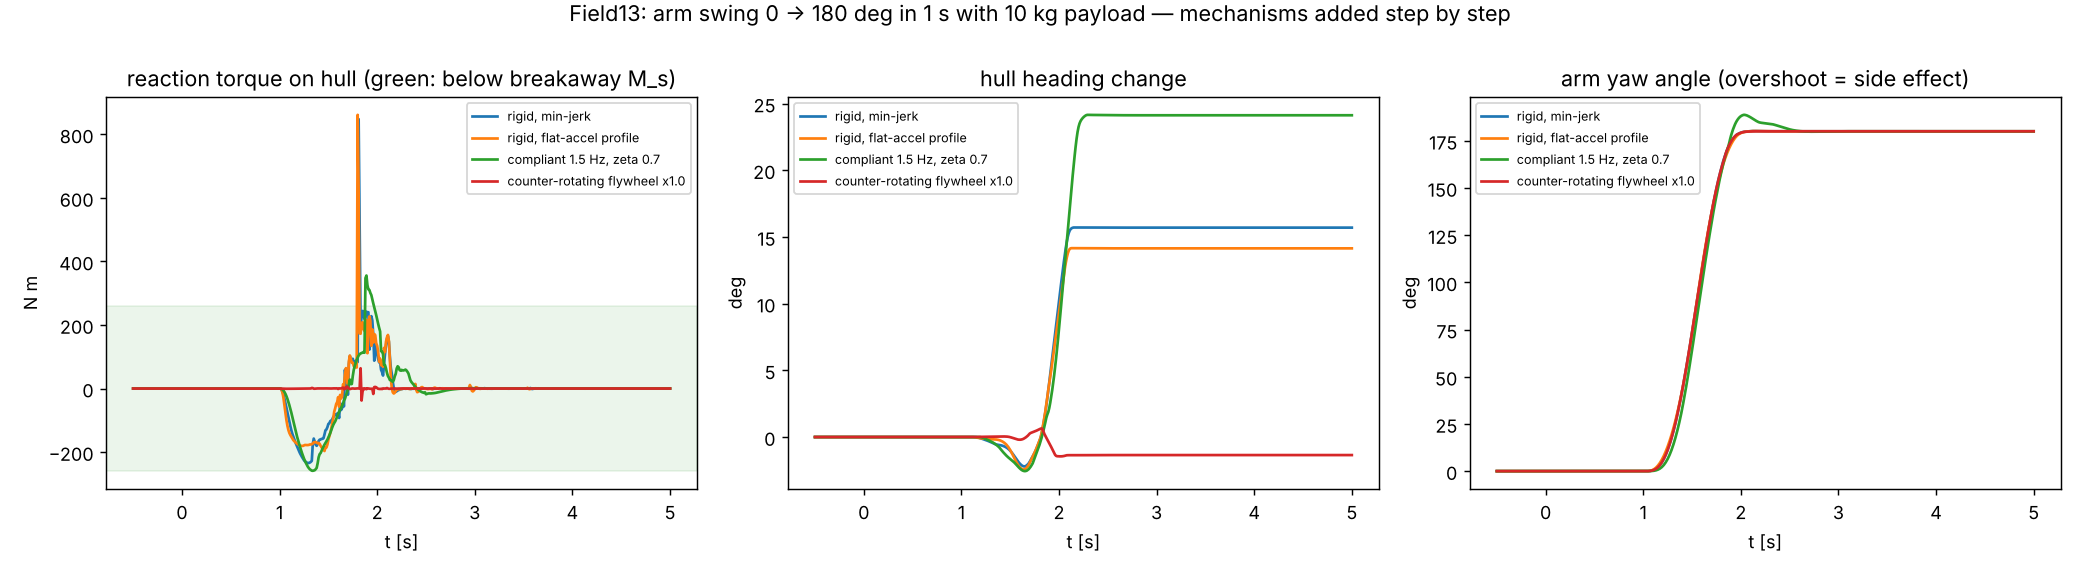 Field13: arm swing 0 → 180 deg in 1 s with 10 kg payload — mechanisms added step by step
reaction torque on hull (green: below breakaway M_s)
rigid, min-jerk
rigid, flat-accel profile
compliant 1.5 Hz, zeta 0.7
counter-rotating flywheel x1.0
800
600
400
200
0
−200
N m
0 1 2 3 4 5
t [s]
hull heading change
rigid, min-jerk
rigid, flat-accel profile
compliant 1.5 Hz, zeta 0.7
counter-rotating flywheel x1.0
25
20
15
10
5
0
deg
0 1 2 3 4 5
t [s]
arm yaw angle (overshoot = side effect)
rigid, min-jerk
rigid, flat-accel profile
compliant 1.5 Hz, zeta 0.7
counter-rotating flywheel x1.0
175
150
125
100
75
50
25
0
deg
0 1 2 3 4 5
t [s]